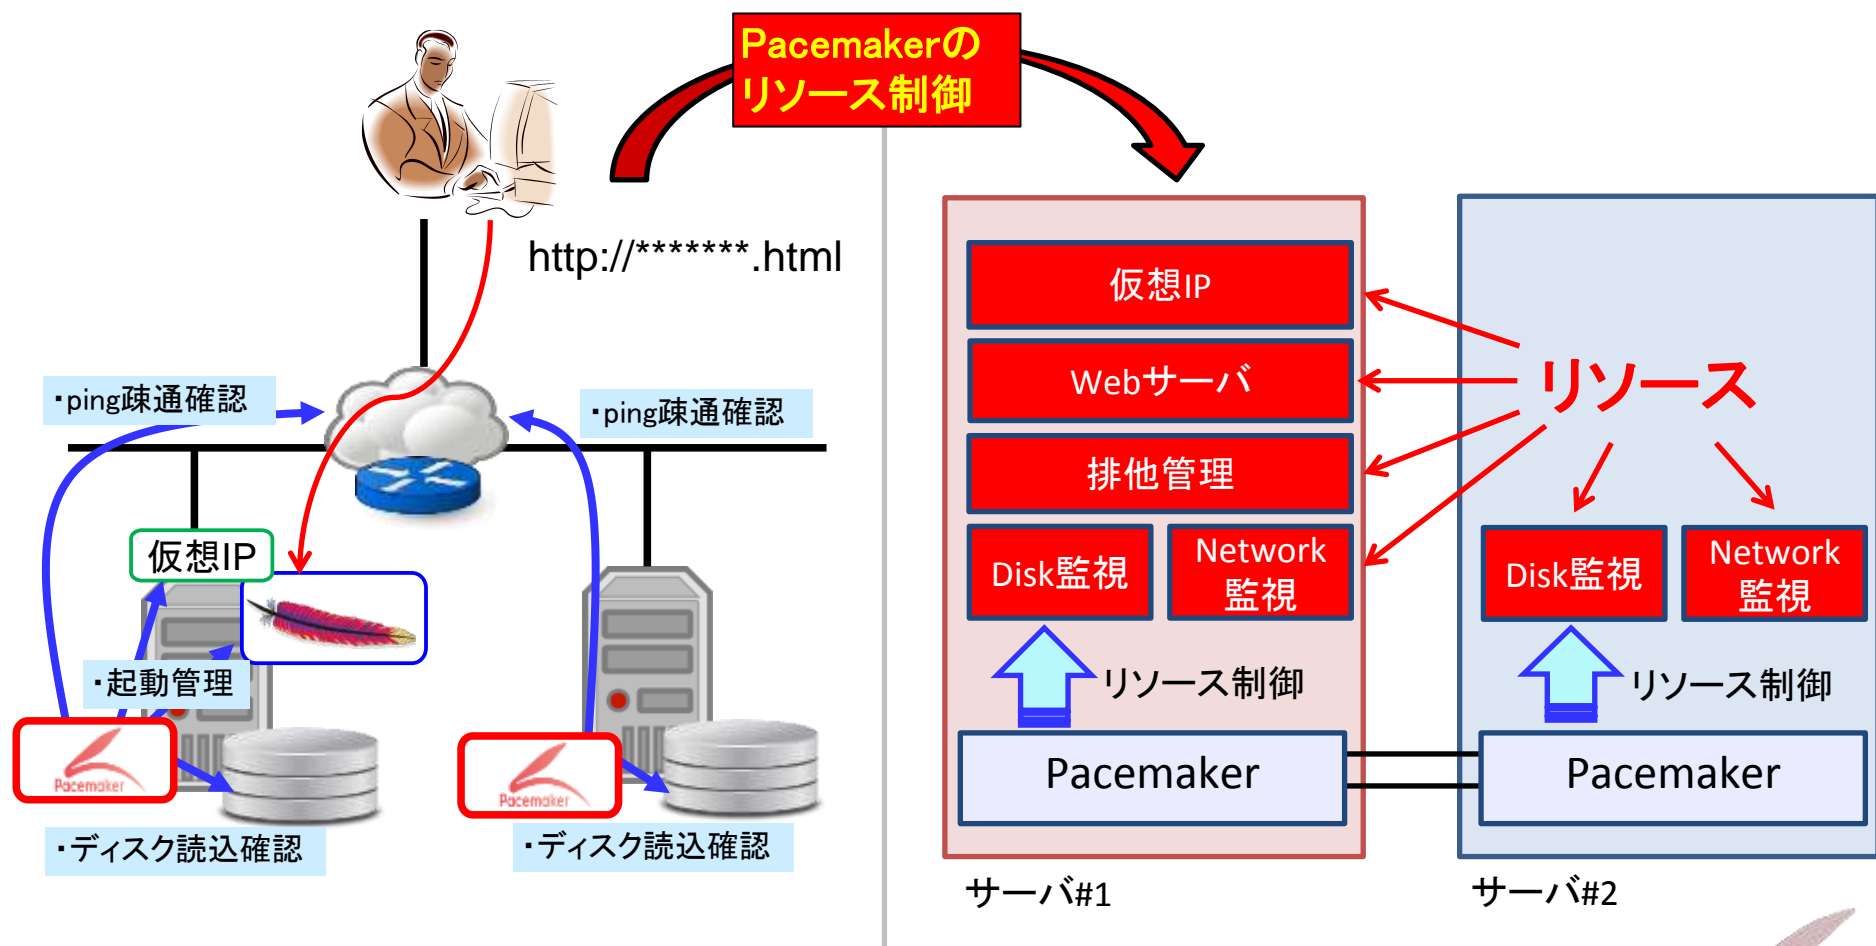 Pacemakerの
リソース制御
http://*******.html
・ping疎通確認
・ping疎通確認
仮想IP
・起動管理
Pacemaker
Pacemaker
・ディスク読込確認
・ディスク読込確認
仮想IP
Webサーバ
排他管理
Disk監視
Network
監視
リソース
Disk監視
Network
監視
リソース制御
リソース制御
Pacemaker
Pacemaker
サーバ#1
サーバ#2